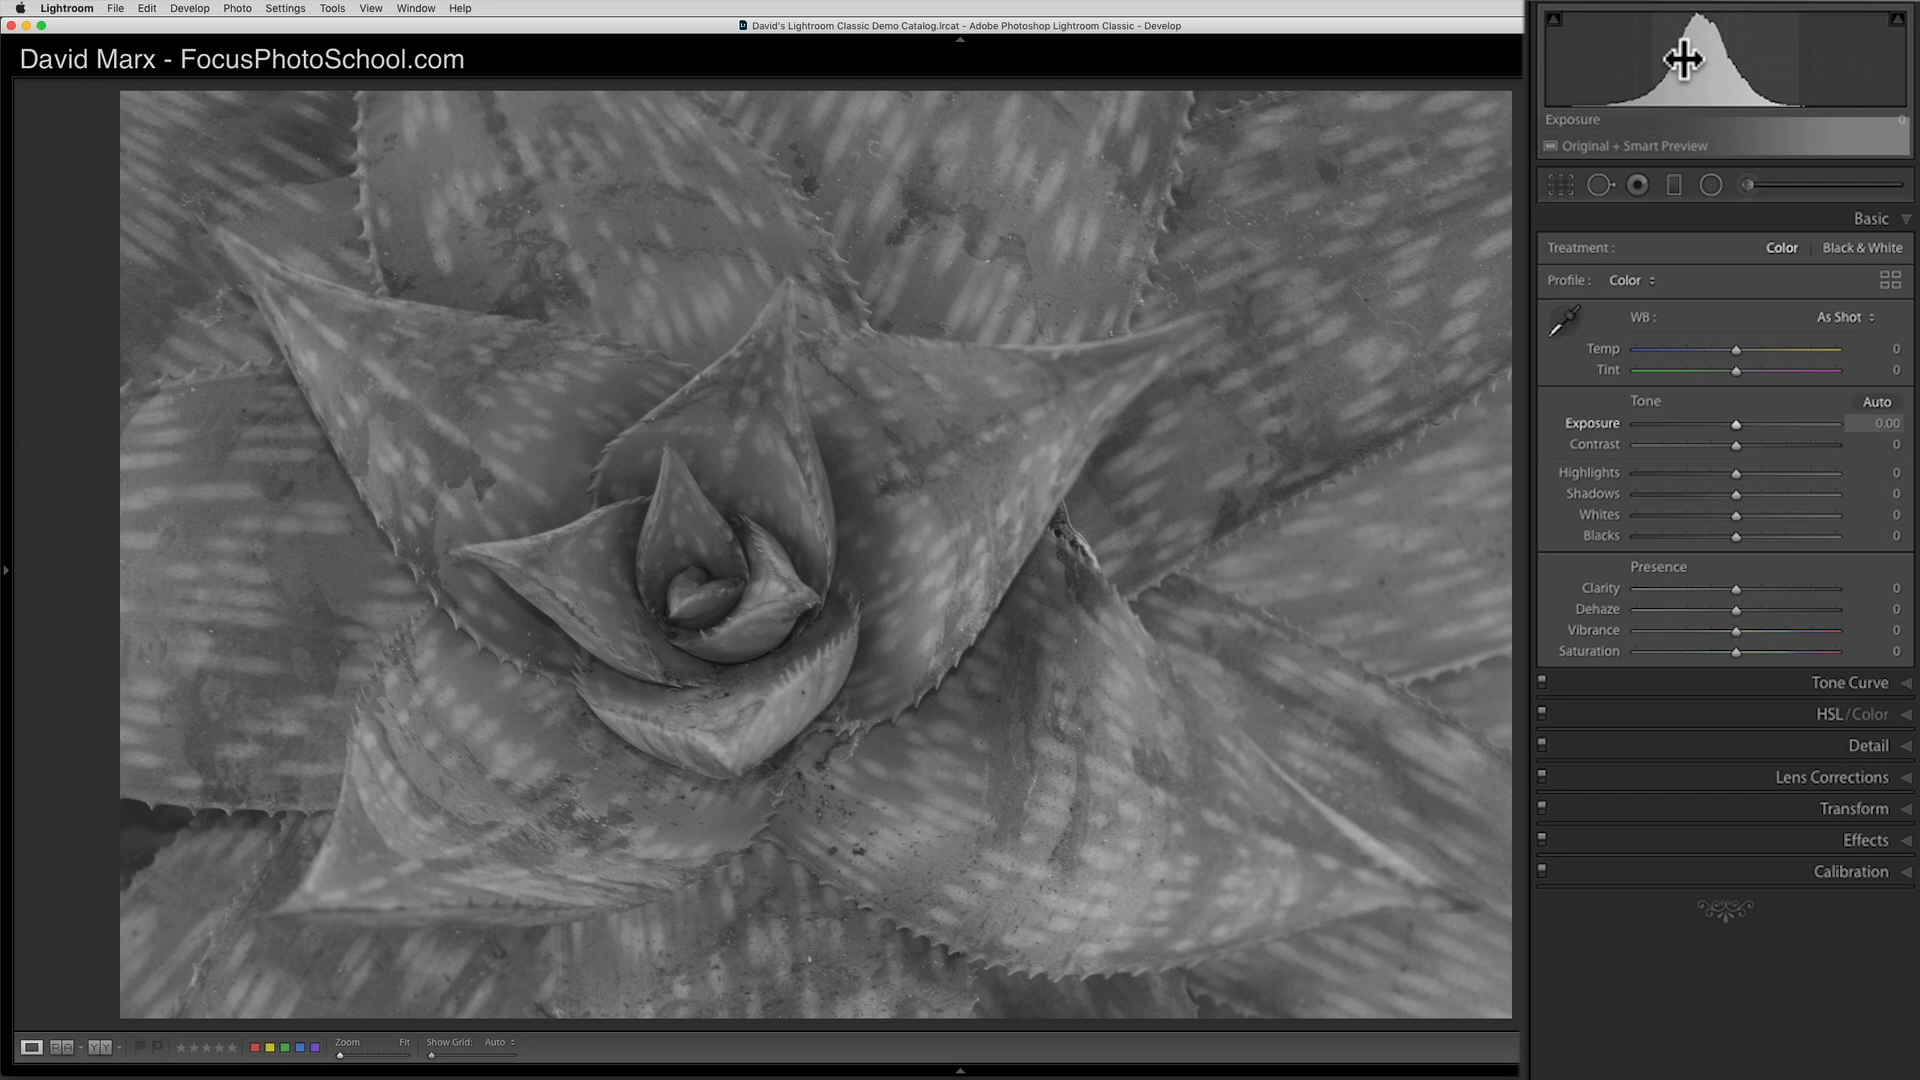 Lightroom File Edit Develop Photo Settings Tools View Window Help
David's Lightroom Classic Demo Catalog.lrcat - Adobe Photoshop Lightroom Classic - Develop
David Marx - FocusPhotoSchool.com
Exposure 0
Original + Smart Preview
Basic
Treatment : Color Black & White
Profile : Color
WB : As Shot
Temp 0
Tint 0
Tone Auto
Exposure 0.00
Contrast 0
Highlights 0
Shadows 0
Whites 0
Blacks 0
Presence
Clarity 0
Dehaze 0
Vibrance 0
Saturation 0
Tone Curve
HSL / Color
Detail
Lens Corrections
Transform
Effects
Calibration
R A Y Y Zoom Fit Show Grid: Auto